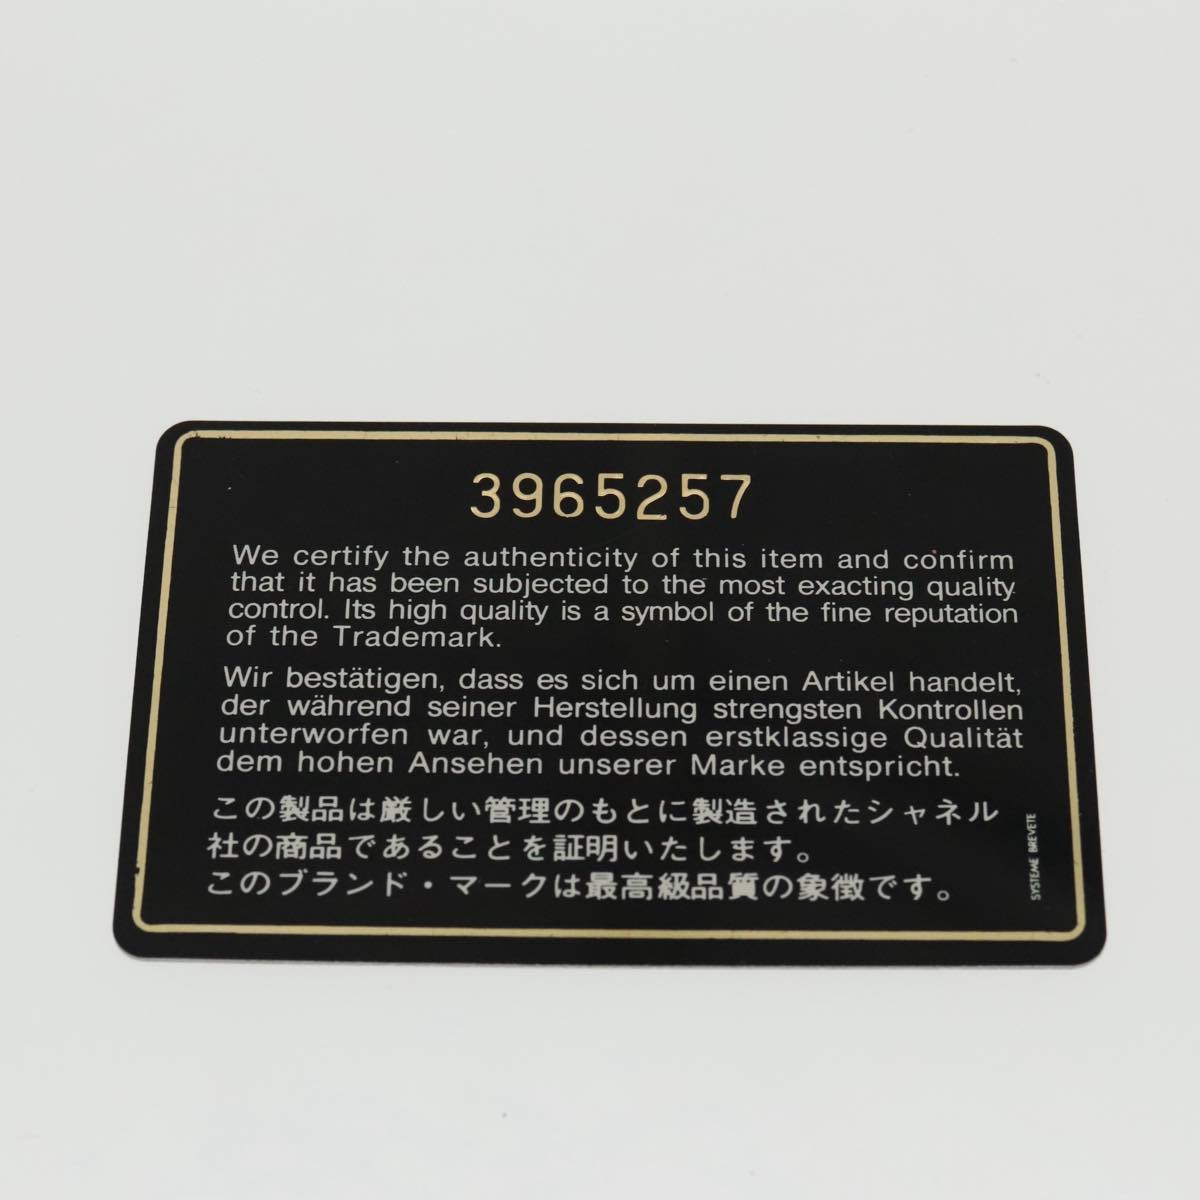 3965257
We certify the authenticity of this item and confirm
that it has been subjected to the most exacting quality
control. Its high quality is a symbol of the fine reputation
of the Trademark.
Wir bestätigen, dass es sich um einen Artikel handelt,
der während seiner Herstellung strengsten Kontrollen
unterworfen war, und dessen erstklassige Qualität
dem hohen Ansehen unserer Marke entspricht.
この製品は厳しい管理のもとに製造されたシャネル
社の商品であることを証明いたします。
このブランド・マークは最高級品質の象徴です。
SYSTEME BREVETE